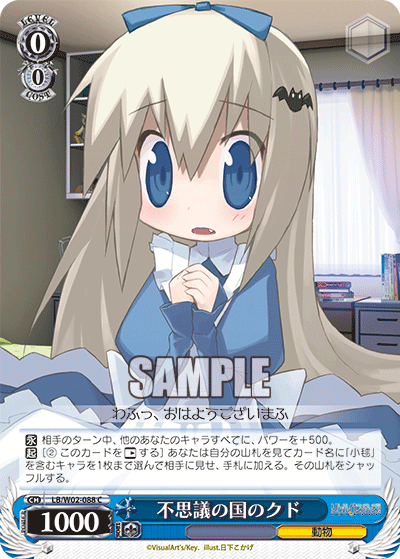 LEVEL
0
0
COST
SAMPLE
わふっ、おはようございまふ
永 相手のターン中、他のあなたのキャラすべてに、パワーを+500。
起 [② このカードを する] あなたは自分の山札を見てカード名に「小毬」
を含むキャラを1枚まで選んで相手に見せ、手札に加える。その山札をシャッ
フルする。
CH LB/W02-088 C
不思議の国のクド
1000
動物
©VisualArt's/Key. illust.日下こかげ